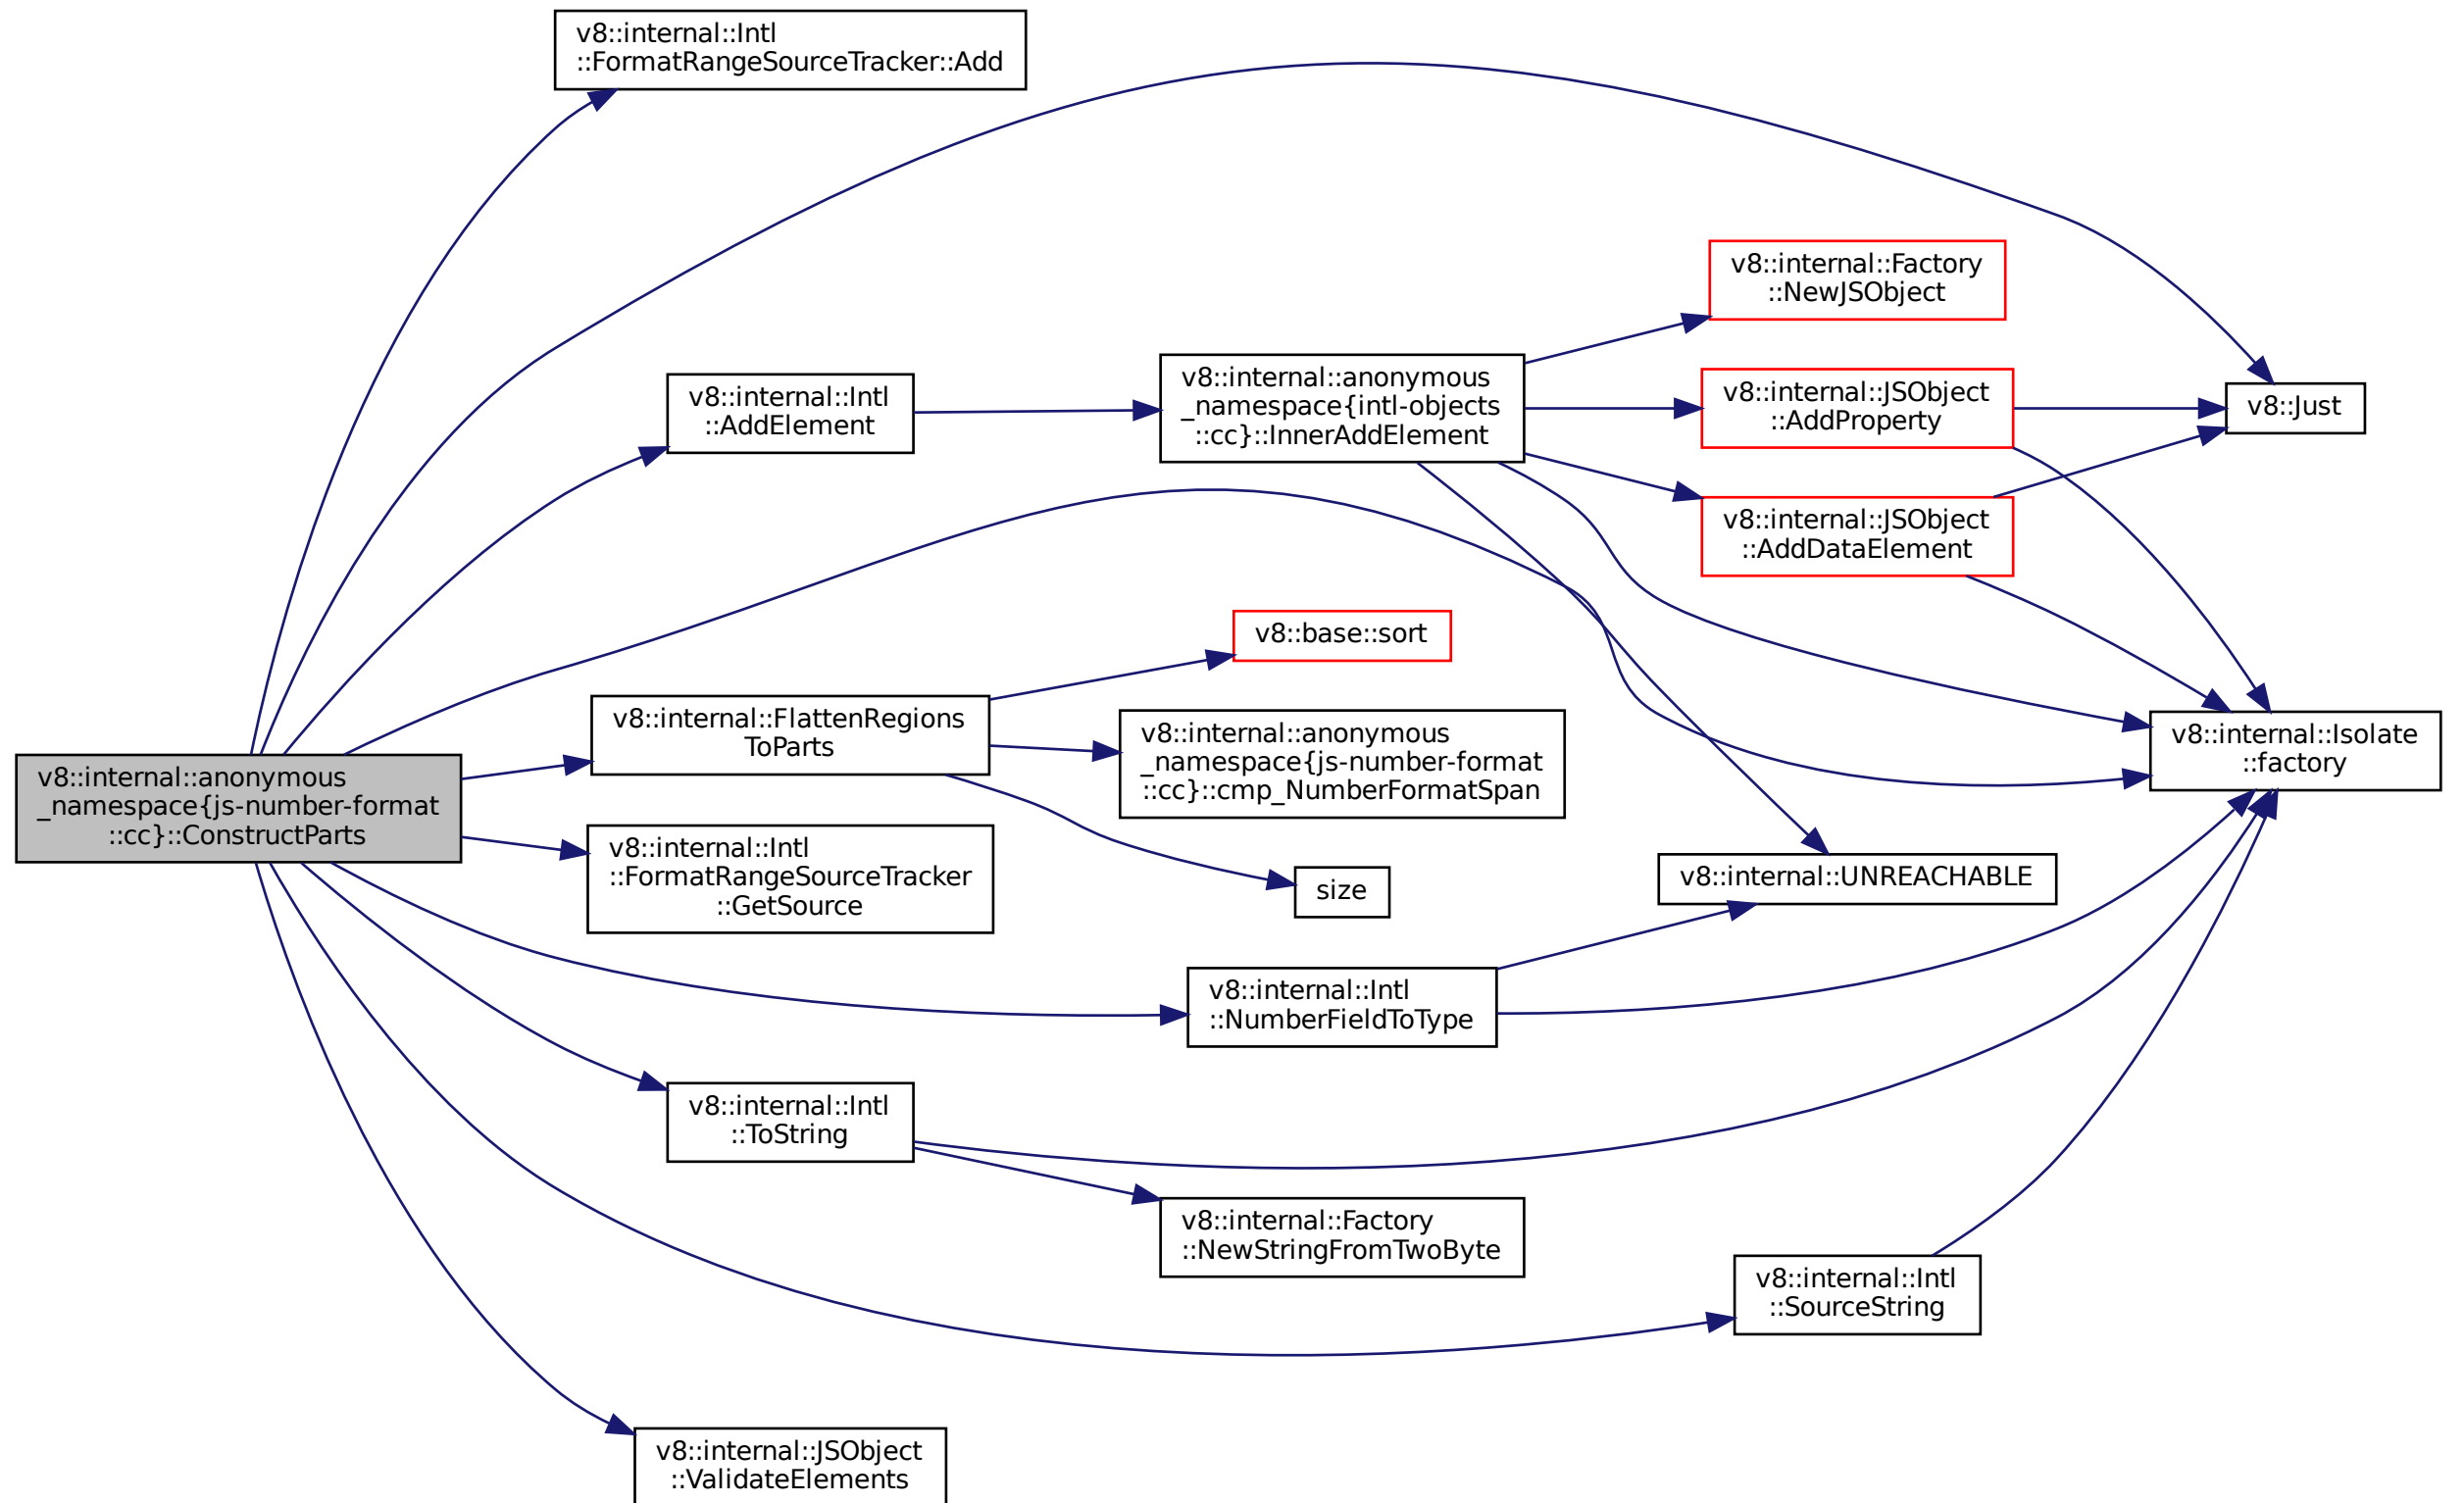 v8::internal::Intl
::FormatRangeSourceTracker::Add
v8::internal::Factory
::NewJSObject
v8::internal::anonymous
_namespace{intl-objects
::cc}::InnerAddElement
v8::internal::JSObject
::AddProperty
v8::Just
v8::internal::Intl
::AddElement
v8::internal::JSObject
::AddDataElement
v8::base::sort
v8::internal::FlattenRegions
ToParts
v8::internal::anonymous
_namespace{js-number-format
::cc}::cmp_NumberFormatSpan
v8::internal::Isolate
::factory
v8::internal::anonymous
_namespace{js-number-format
::cc}::ConstructParts
v8::internal::Intl
::FormatRangeSourceTracker
::GetSource
size
v8::internal::UNREACHABLE
v8::internal::Intl
::NumberFieldToType
v8::internal::Intl
::ToString
v8::internal::Factory
::NewStringFromTwoByte
v8::internal::Intl
::SourceString
v8::internal::JSObject
::ValidateElements